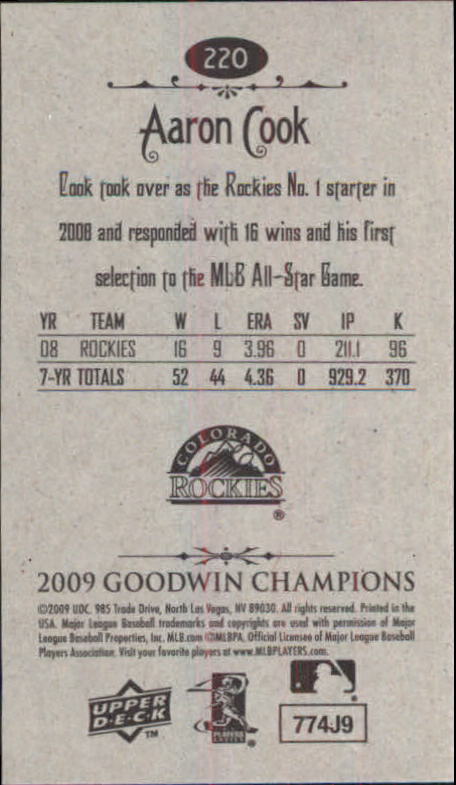 220
Aaron Cook
Cook took over as the Rockies No. 1 starter in
2008 and responded with 16 wins and his first
selection to the MLB All-Star Game.
YR TEAM W L ERA SV IP K
08 ROCKIES 16 9 3.96 0 211.1 96
7-YR TOTALS 52 44 4.36 0 929.2 370
COLORADO
ROCKIES
®
2009 GOODWIN CHAMPIONS
©2009 UDC. 985 Trade Drive, North Las Vegas, NV 89030. All rights reserved. Printed in the
USA. Major League Baseball trademarks and copyrights are used with permission of Major
League Baseball Properties, Inc. MLB.com ©MLBPA, Official Licensee of Major League Baseball
Players Association. Visit your favorite players at www.MLBPLAYERS.com.
UPPER
D·E·C·K
TM
PLAYERS
CHOICE
®
774J9